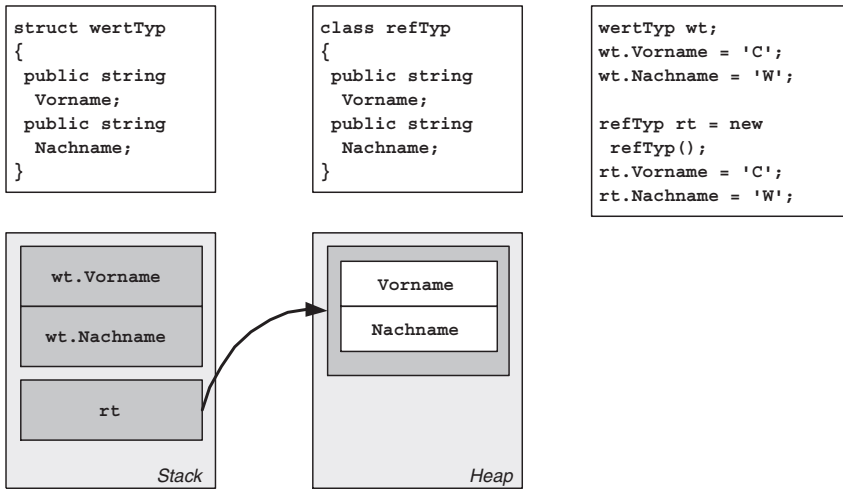 struct wertTyp
{
public string
Vorname;
public string
Nachname;
}
class refTyp
{
public string
Vorname;
public string
Nachname;
}
wertTyp wt;
wt.Vorname = 'C';
wt.Nachname = 'W';
refTyp rt = new
refTyp();
rt.Vorname = 'C';
rt.Nachname = 'W';
wt.Vorname
wt.Nachname
rt
Stack
Vorname
Nachname
Heap